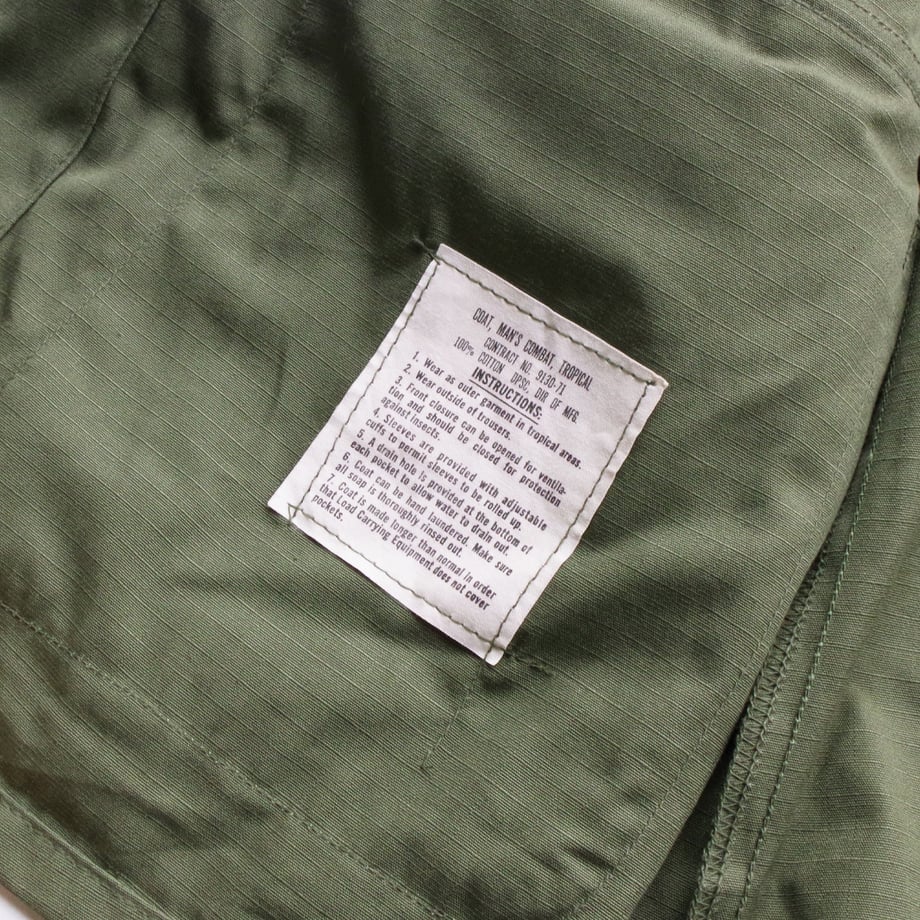 COAT, MAN'S COMBAT, TROPICAL
CONTRACT NO. 9130-71
100% COTTON DPSC, DIR OF MFG.
INSTRUCTIONS:
1. Wear as outer garment in tropical areas.
2. Wear outside of trousers.
3. Front closure can be opened for ventila-
tion and should be closed for protection
against insects.
4. Sleeves are provided with adjustable
cuffs to permit sleeves to be rolled up.
5. A drain hole is provided at the bottom of
each pocket to allow water to drain out.
6. Coat can be hand laundered. Make sure
all soap is thoroughly rinsed out.
7. Coat is made longer than normal in order
that Load Carrying Equipment does not cover
pockets.